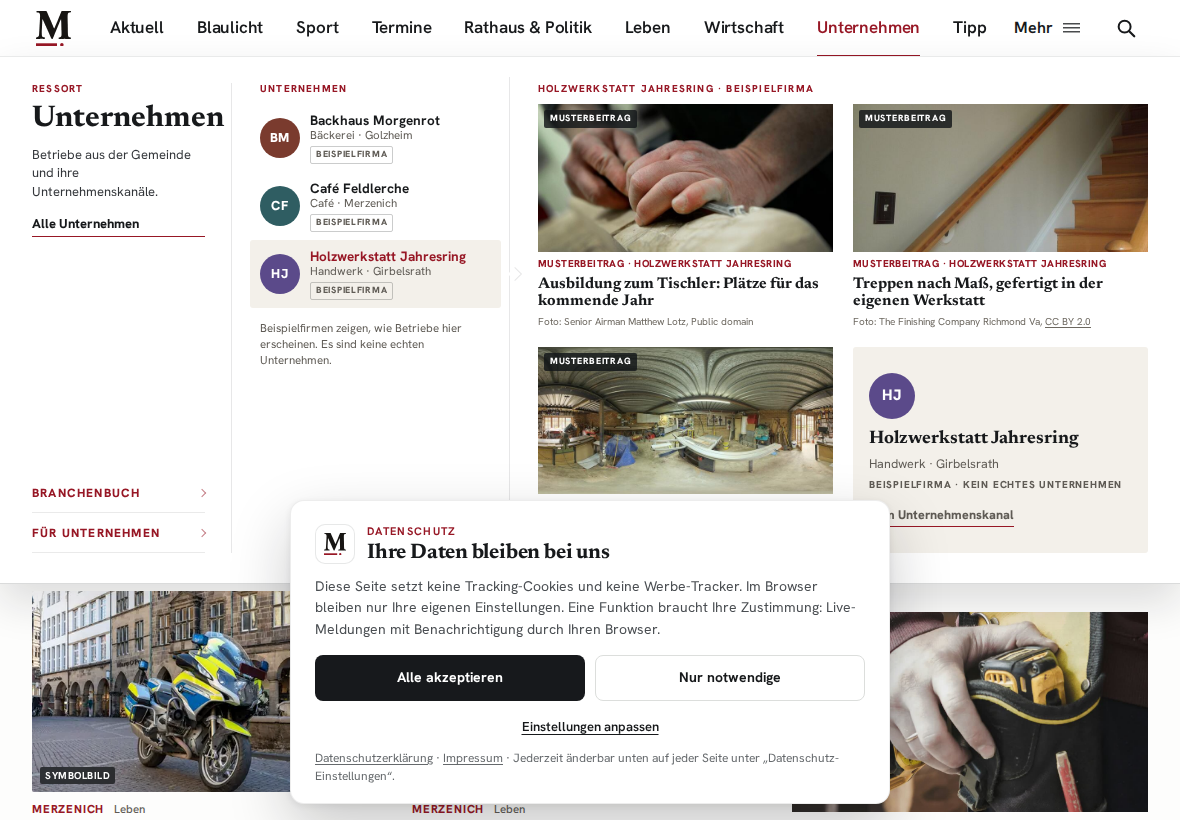 M
Aktuell Blaulicht Sport Termine Rathaus & Politik Leben Wirtschaft Unternehmen Tipp Mehr
RESSORT
Unternehmen
Betriebe aus der Gemeinde
und ihre
Unternehmenskanäle.
Alle Unternehmen
BRANCHENBUCH
FÜR UNTERNEHMEN
UNTERNEHMEN
BM
Backhaus Morgenrot
Bäckerei · Golzheim
BEISPIELFIRMA
CF
Café Feldlerche
Café · Merzenich
BEISPIELFIRMA
HJ
Holzwerkstatt Jahresring
Handwerk · Girbelsrath
BEISPIELFIRMA
Beispielfirmen zeigen, wie Betriebe hier
erscheinen. Es sind keine echten
Unternehmen.
HOLZWERKSTATT JAHRESRING · BEISPIELFIRMA
MUSTERBEITRAG
MUSTERBEITRAG · HOLZWERKSTATT JAHRESRING
Ausbildung zum Tischler: Plätze für das
kommende Jahr
Foto: Senior Airman Matthew Lotz, Public domain
MUSTERBEITRAG
MUSTERBEITRAG · HOLZWERKSTATT JAHRESRING
Treppen nach Maß, gefertigt in der
eigenen Werkstatt
Foto: The Finishing Company Richmond Va, CC BY 2.0
MUSTERBEITRAG
HJ
Holzwerkstatt Jahresring
Handwerk · Girbelsrath
BEISPIELFIRMA · KEIN ECHTES UNTERNEHMEN
Unternehmenskanal
M
DATENSCHUTZ
Ihre Daten bleiben bei uns
Diese Seite setzt keine Tracking-Cookies und keine Werbe-Tracker. Im Browser
bleiben nur Ihre eigenen Einstellungen. Eine Funktion braucht Ihre Zustimmung: Live-
Meldungen mit Benachrichtigung durch Ihren Browser.
Alle akzeptieren
Nur notwendige
Einstellungen anpassen
Datenschutzerklärung · Impressum · Jederzeit änderbar unten auf jeder Seite unter „Datenschutz-
Einstellungen“.
SYMBOLBILD
MERZENICH Leben
MERZENICH Leben